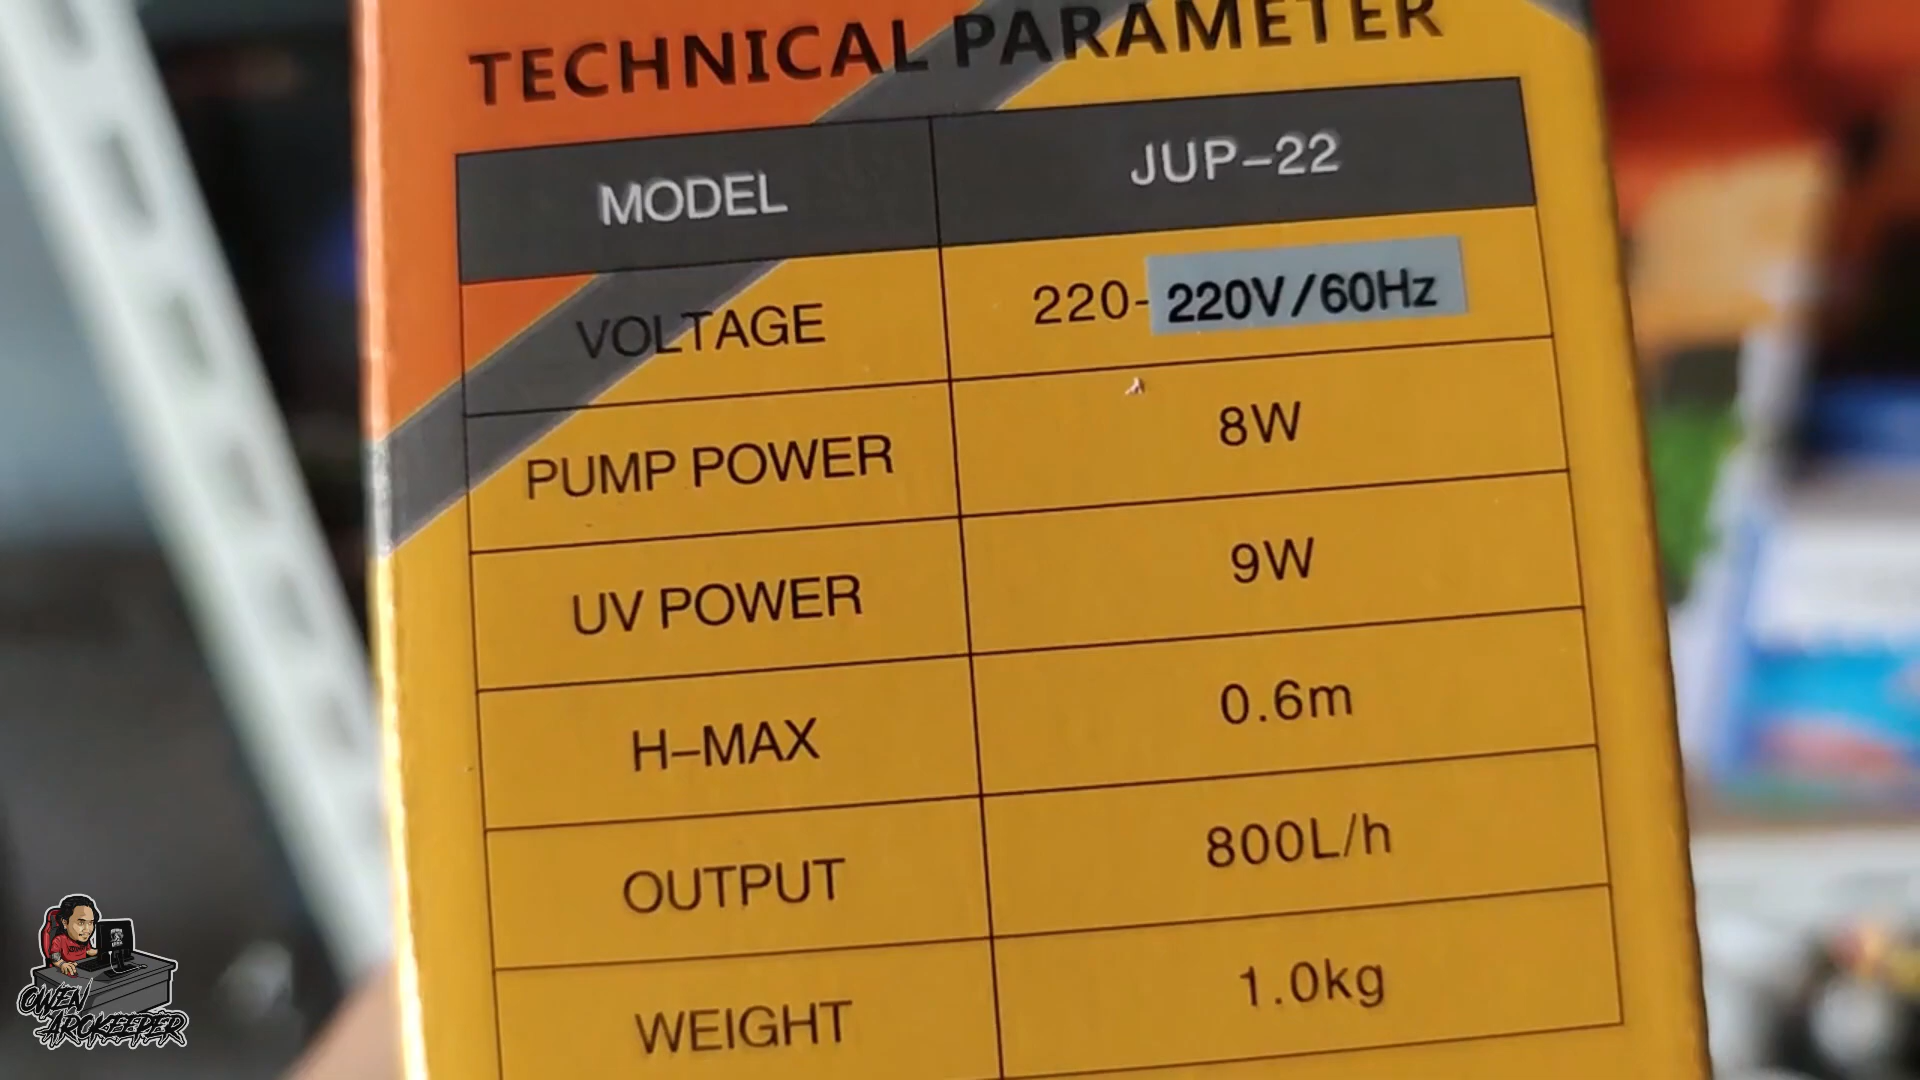 TECHNICAL PARAMETER
MODEL JUP-22
VOLTAGE 220-220V/60Hz
PUMP POWER 8W
UV POWER 9W
H-MAX 0.6m
OUTPUT 800L/h
WEIGHT 1.0kg
OWEN
AROKEEPER